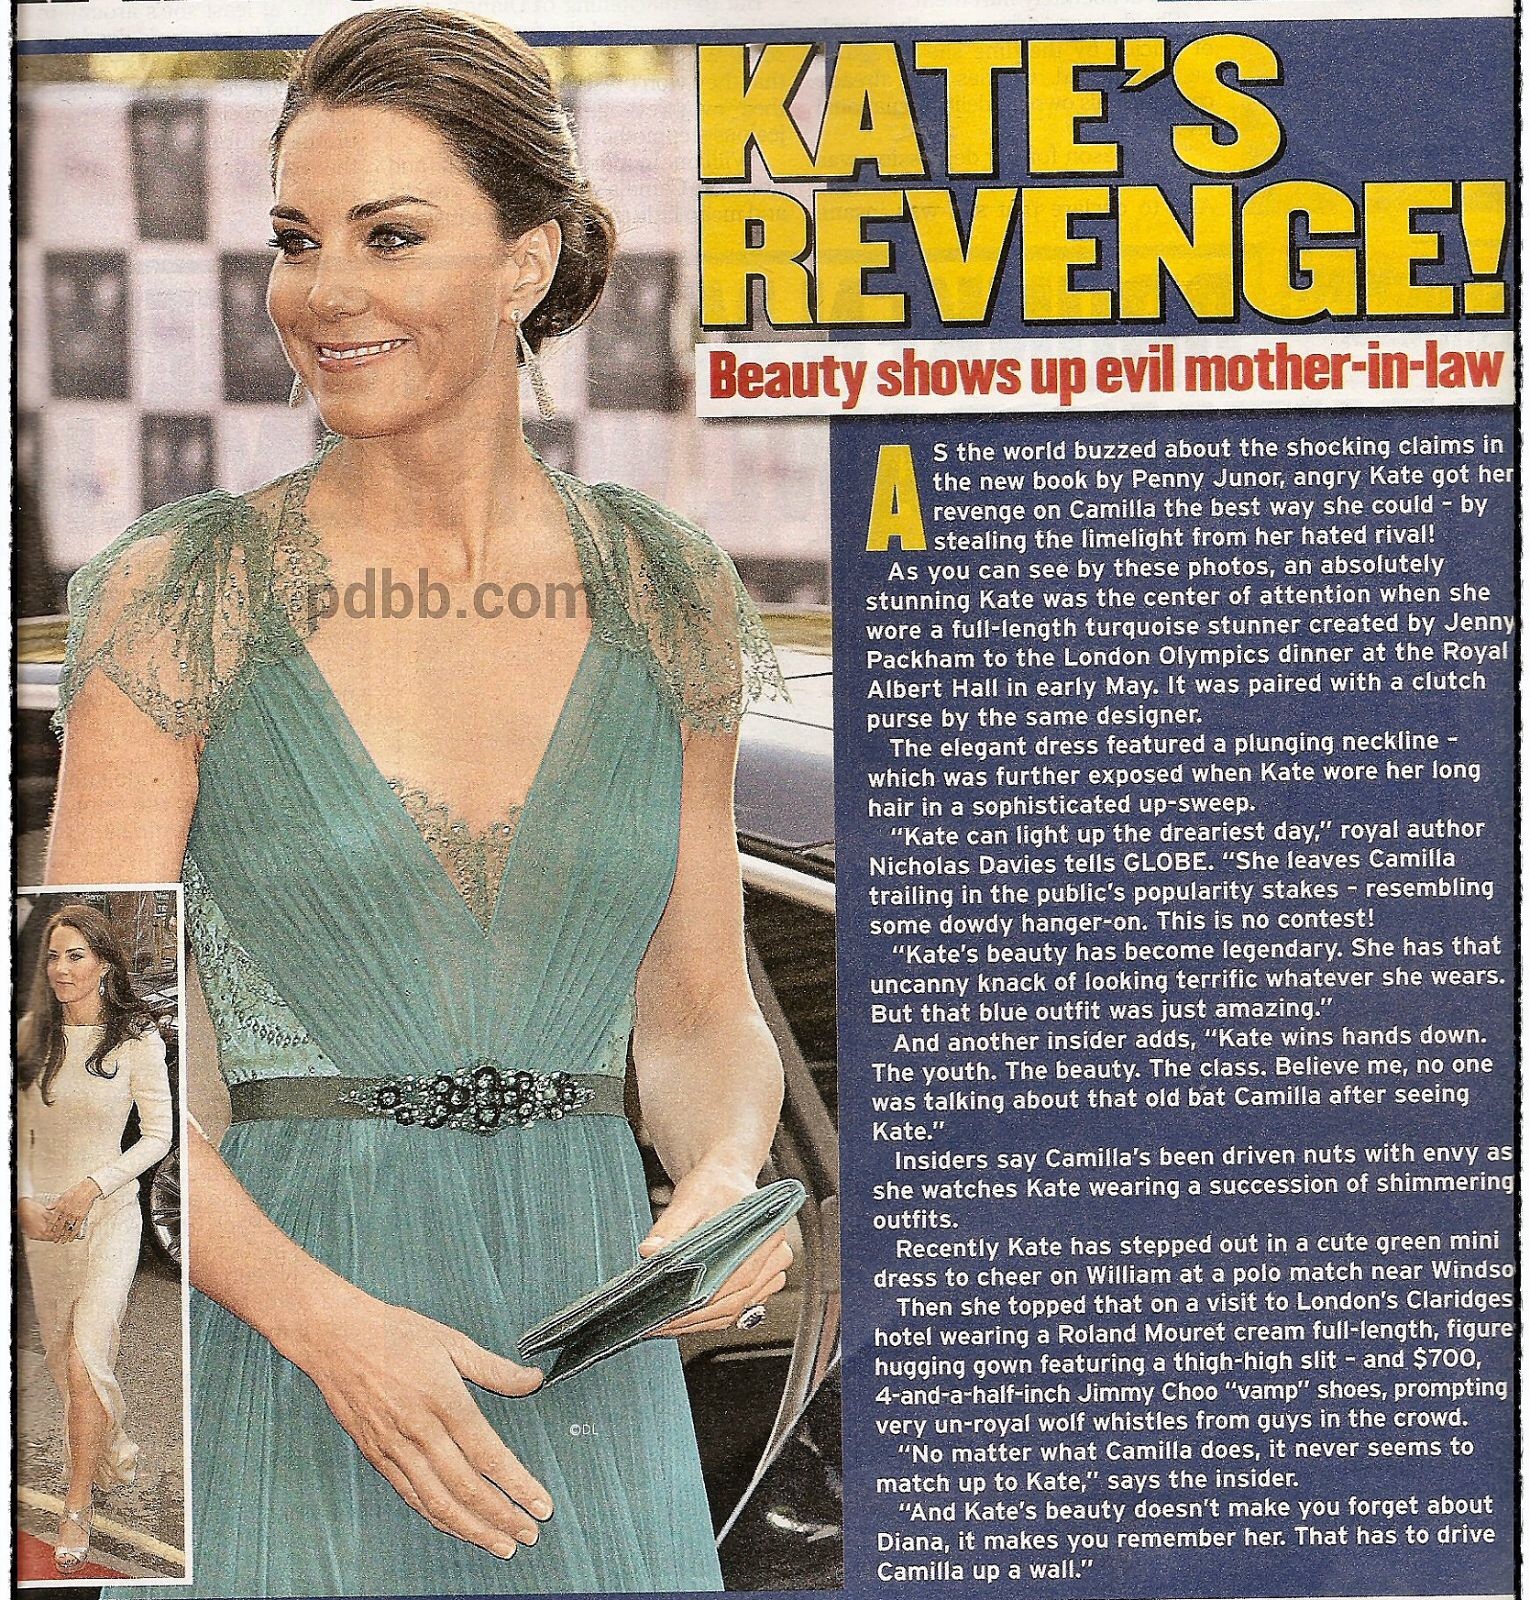 KATE'S
REVENGE!
Beauty shows up evil mother-in-law
AS the world buzzed about the shocking claims in
the new book by Penny Junor, angry Kate got her
revenge on Camilla the best way she could – by
stealing the limelight from her hated rival!
As you can see by these photos, an absolutely
stunning Kate was the center of attention when she
wore a full-length turquoise stunner created by Jenny
Packham to the London Olympics dinner at the Royal
Albert Hall in early May. It was paired with a clutch
purse by the same designer.
The elegant dress featured a plunging neckline –
which was further exposed when Kate wore her long
hair in a sophisticated up-sweep.
"Kate can light up the dreariest day," royal author
Nicholas Davies tells GLOBE. "She leaves Camilla
trailing in the public's popularity stakes – resembling
some dowdy hanger-on. This is no contest!
"Kate's beauty has become legendary. She has that
uncanny knack of looking terrific whatever she wears.
But that blue outfit was just amazing."
And another insider adds, "Kate wins hands down.
The youth. The beauty. The class. Believe me, no one
was talking about that old bat Camilla after seeing
Kate."
Insiders say Camilla's been driven nuts with envy as
she watches Kate wearing a succession of shimmering
outfits.
Recently Kate has stepped out in a cute green mini
dress to cheer on William at a polo match near Windso
Then she topped that on a visit to London's Claridges
hotel wearing a Roland Mouret cream full-length, figure
hugging gown featuring a thigh-high slit – and $700,
4-and-a-half-inch Jimmy Choo "vamp" shoes, prompting
very un-royal wolf whistles from guys in the crowd.
"No matter what Camilla does, it never seems to
match up to Kate," says the insider.
"And Kate's beauty doesn't make you forget about
Diana, it makes you remember her. That has to drive
Camilla up a wall."
pdbb.com
©DL